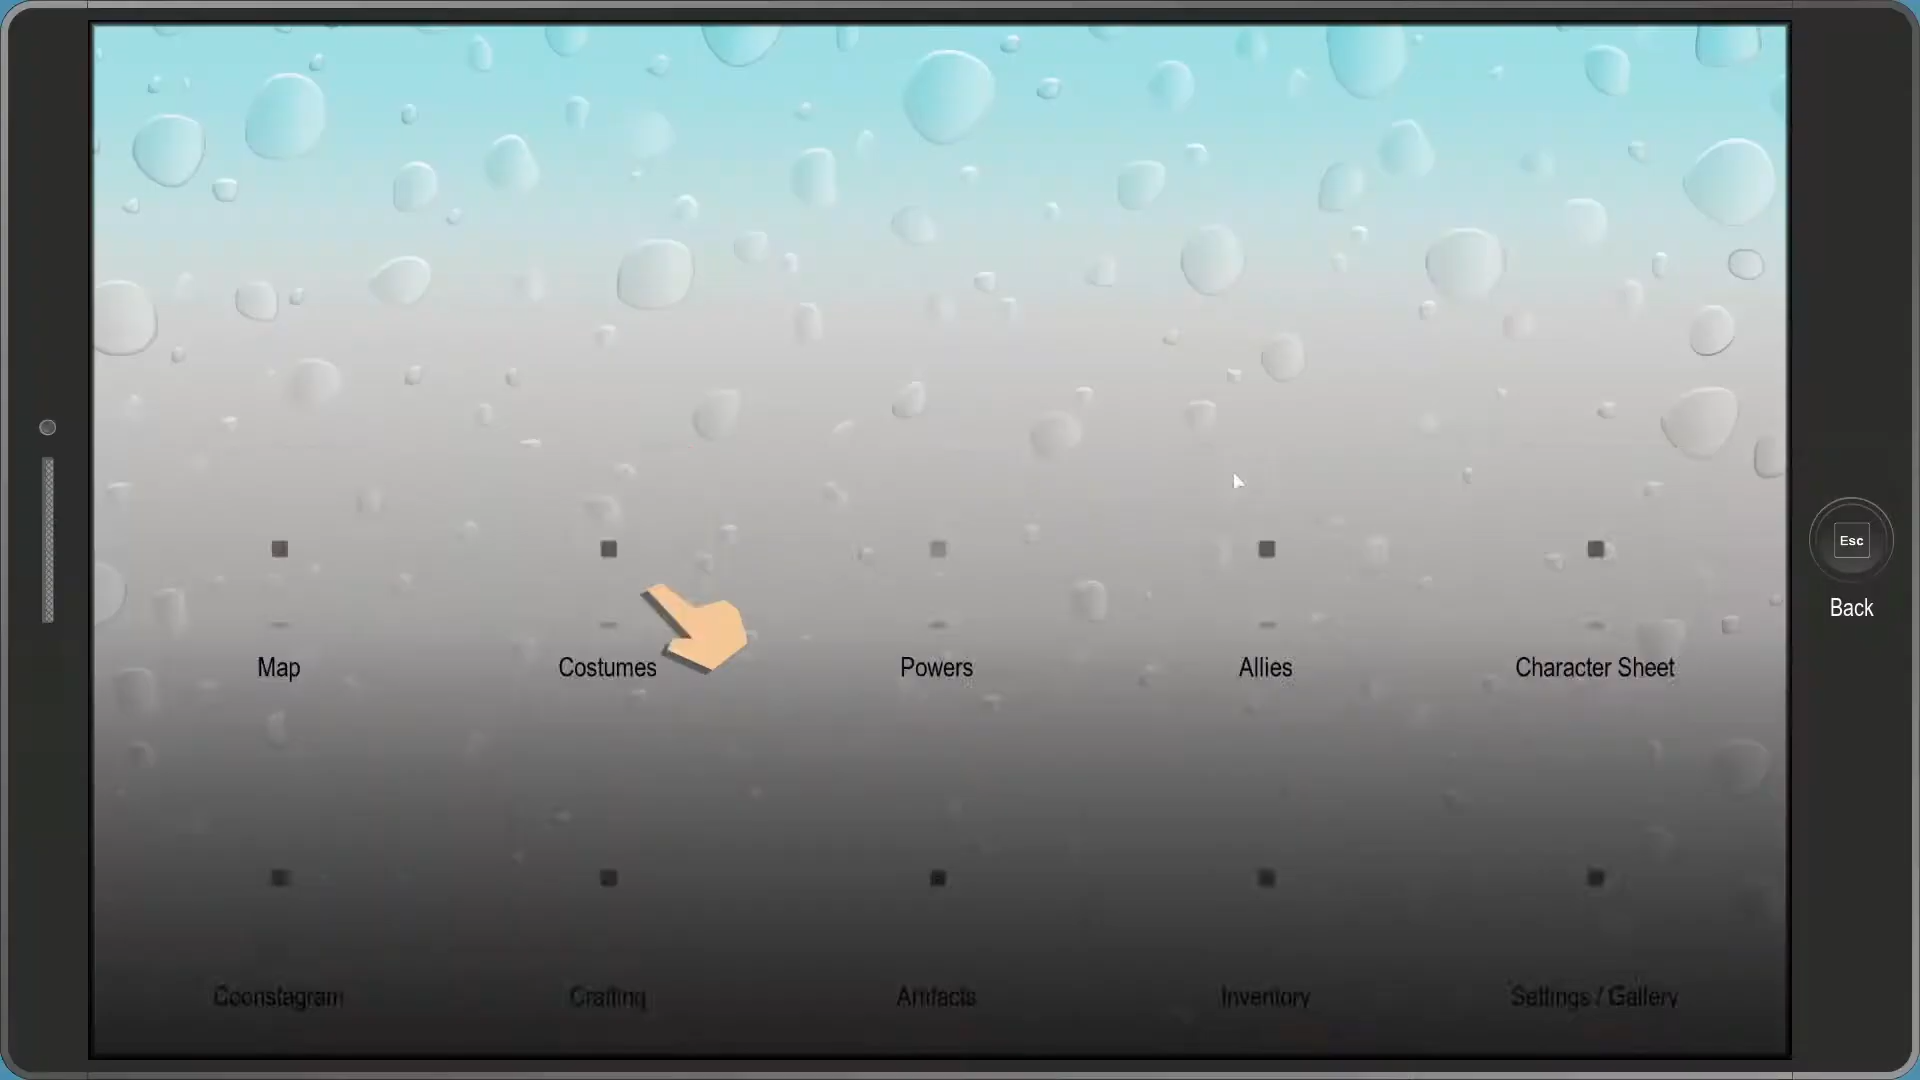 Esc
Back
Map
Costumes
Powers
Allies
Character Sheet
Coonstagram
Crafting
Artifacts
Inventory
Settings / Gallery